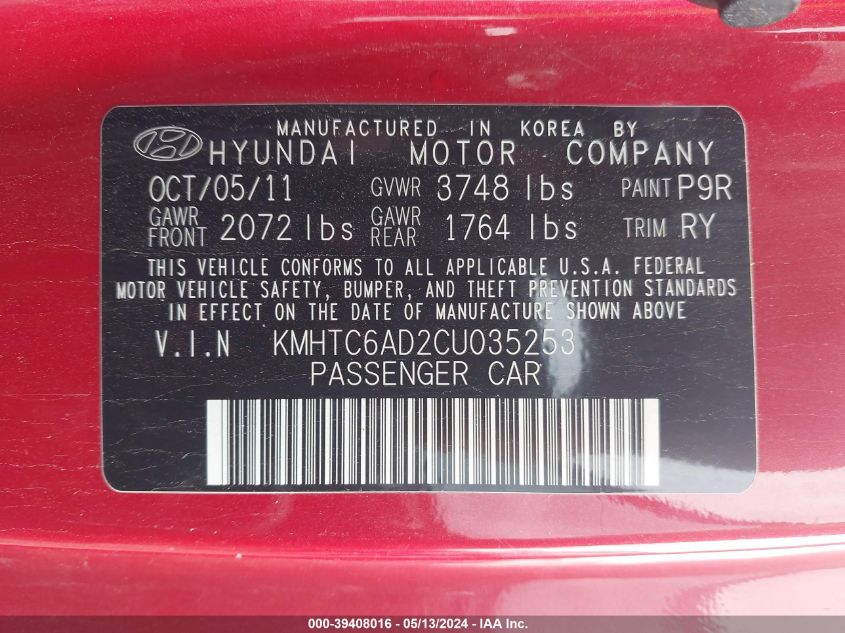 MANUFACTURED IN KOREA BY
HYUNDAI MOTOR COMPANY
OCT/05/11 GVWR 3748 lbs PAINT P9R
GAWR FRONT 2072 lbs GAWR REAR 1764 lbs TRIM RY
THIS VEHICLE CONFORMS TO ALL APPLICABLE U.S.A. FEDERAL
MOTOR VEHICLE SAFETY, BUMPER, AND THEFT PREVENTION STANDARDS
IN EFFECT ON THE DATE OF MANUFACTURE SHOWN ABOVE
V.I.N KMHTC6AD2CU035253
PASSENGER CAR
000-39408016 - 05/13/2024 - IAA Inc.